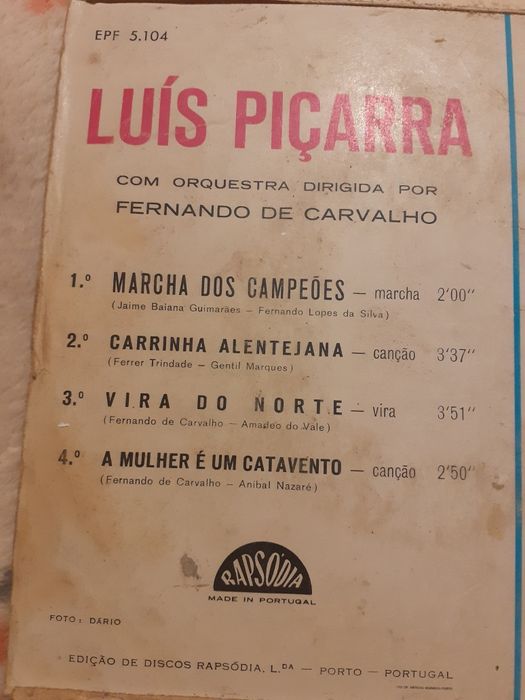 EPF 5.104
LUÍS PIÇARRA
COM ORQUESTRA DIRIGIDA POR
FERNANDO DE CARVALHO
1.º MARCHA DOS CAMPEÕES — marcha 2'00''
(Jaime Baiana Guimarães — Fernando Lopes da Silva)
2.º CARRINHA ALENTEJANA — canção 3'37''
(Ferrer Trindade — Gentil Marques)
3.º VIRA DO NORTE — vira 3'51''
(Fernando de Carvalho — Amadeo do Vale)
4.º A MULHER É UM CATAVENTO — canção 2'50''
(Fernando de Carvalho — Aníbal Nazaré)
RAPSÓDIA
MADE IN PORTUGAL
FOTO: DÁRIO
EDIÇÃO DE DISCOS RAPSÓDIA, L.DA — PORTO — PORTUGAL